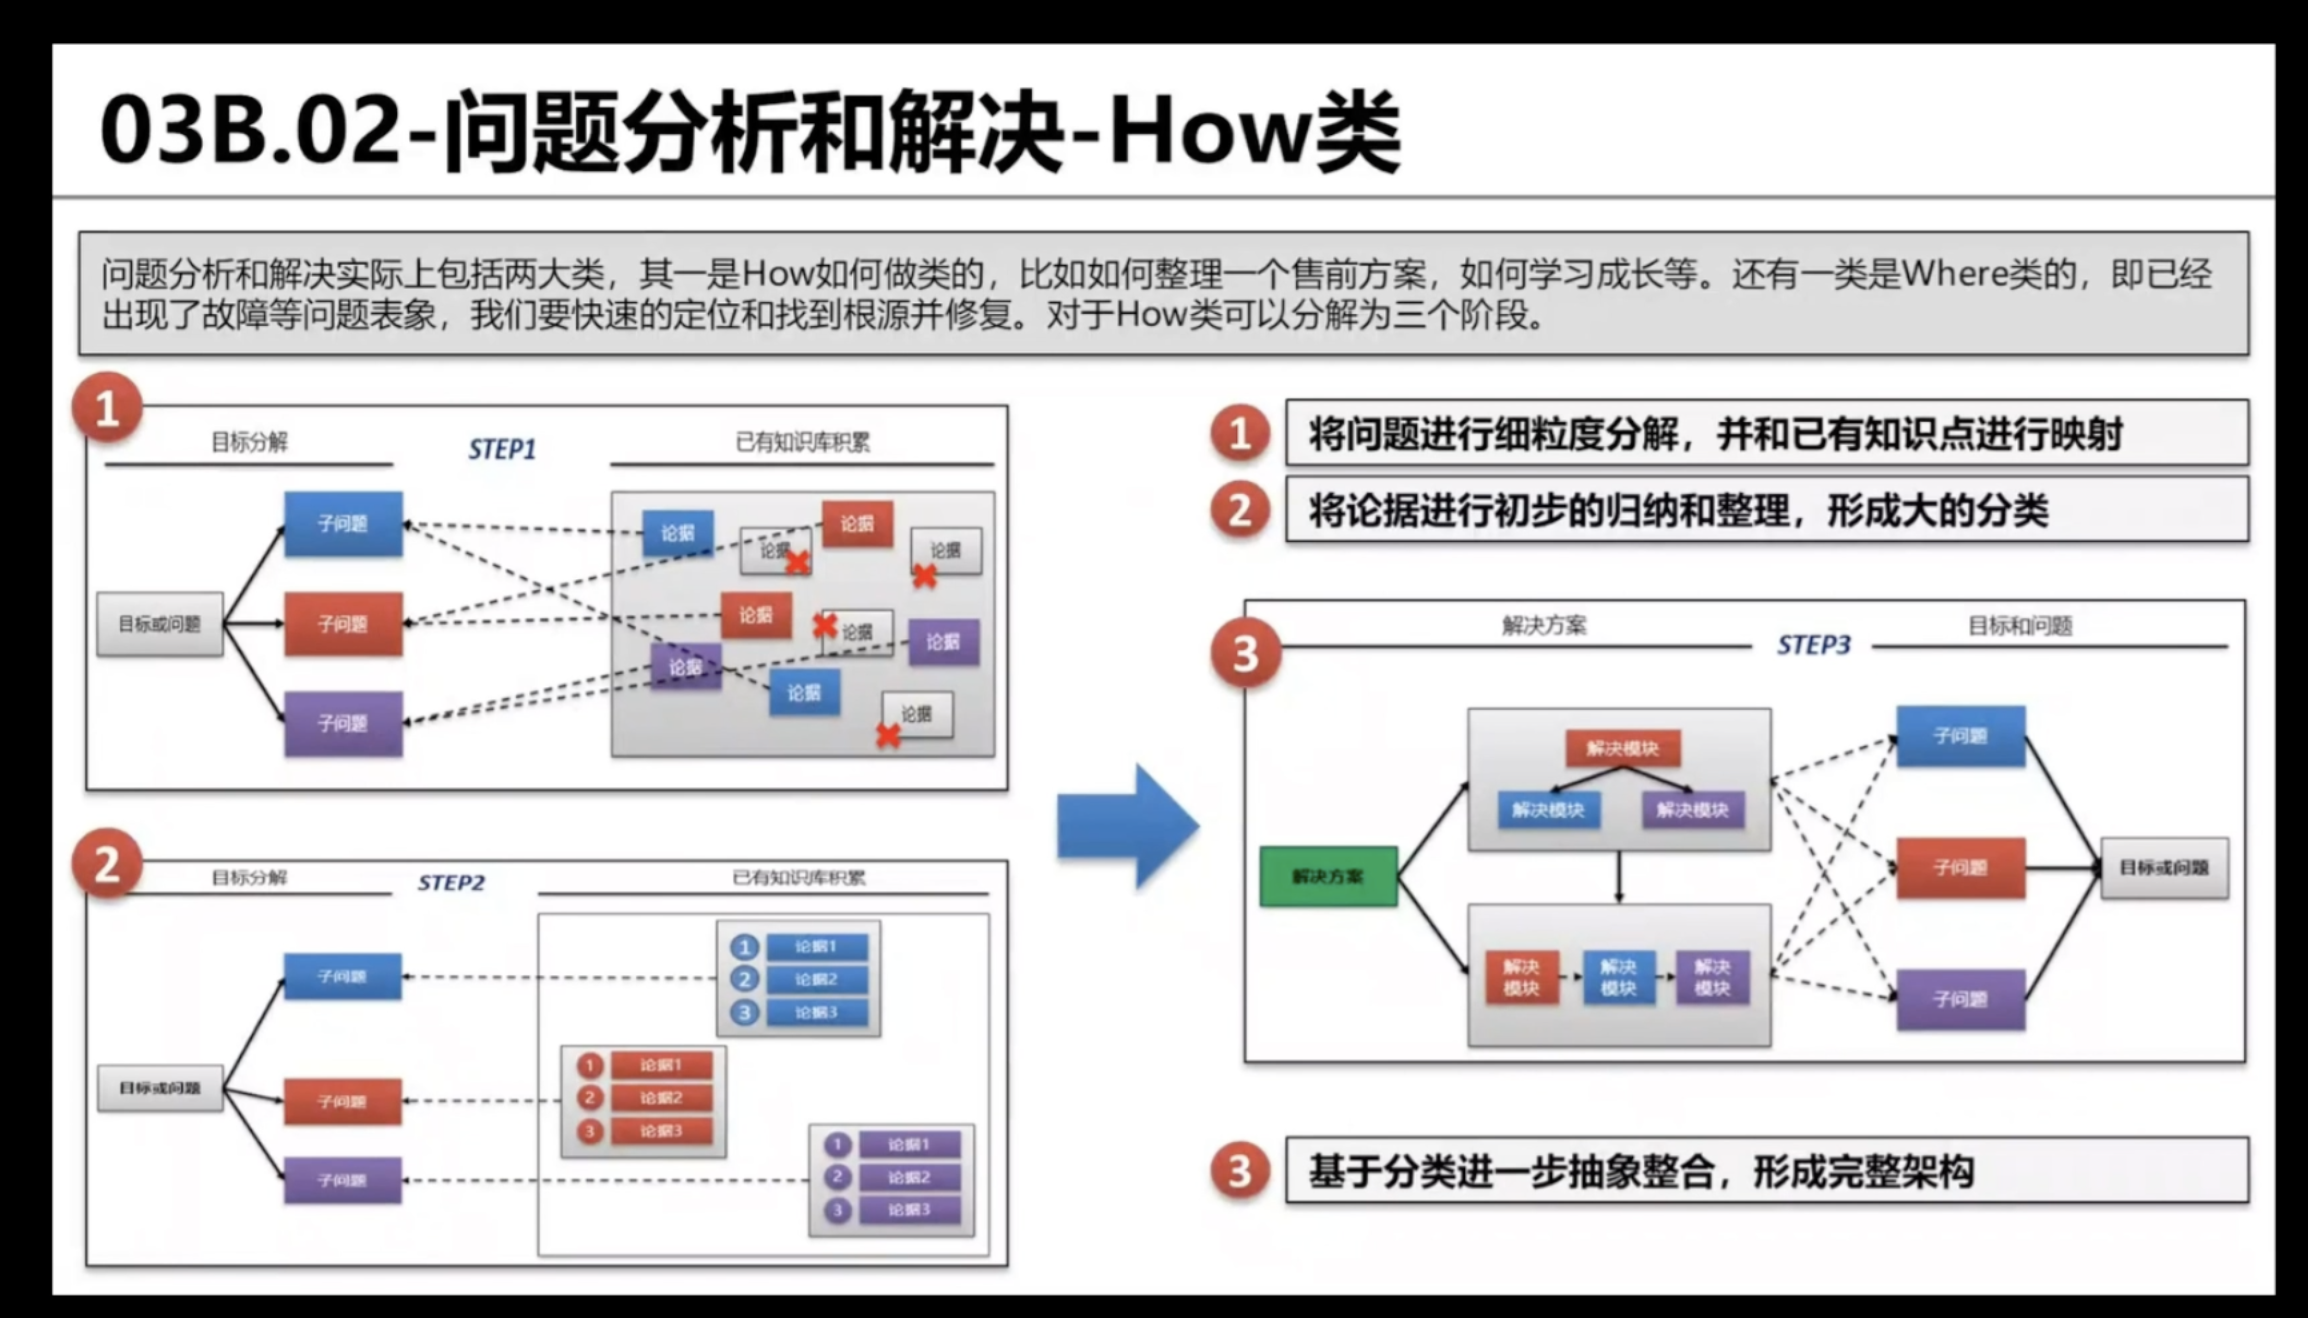 03B.02-问题分析和解决-How类
问题分析和解决实际上包括两大类，其一是How如何做类的，比如如何整理一个售前方案，如何学习成长等。还有一类是Where类的，即已经
出现了故障等问题表象，我们要快速的定位和找到根源并修复。对于How类可以分解为三个阶段。
1
目标分解
STEP1
已有知识库积累
目标或问题
子问题
子问题
子问题
论据
论据
论据
论据
论据
论据
论据
论据
论据
论据
2
目标分解
STEP2
已有知识库积累
目标或问题
子问题
子问题
子问题
1 论据1
2 论据2
3 论据3
1 论据1
2 论据2
3 论据3
1 论据1
2 论据2
3 论据3
1 将问题进行细粒度分解，并和已有知识点进行映射
2 将论据进行初步的归纳和整理，形成大的分类
3
解决方案
STEP3
目标和问题
解决方案
解决模块
解决模块
解决模块
解决
模块
解决
模块
解决
模块
子问题
子问题
子问题
目标或问题
3 基于分类进一步抽象整合，形成完整架构